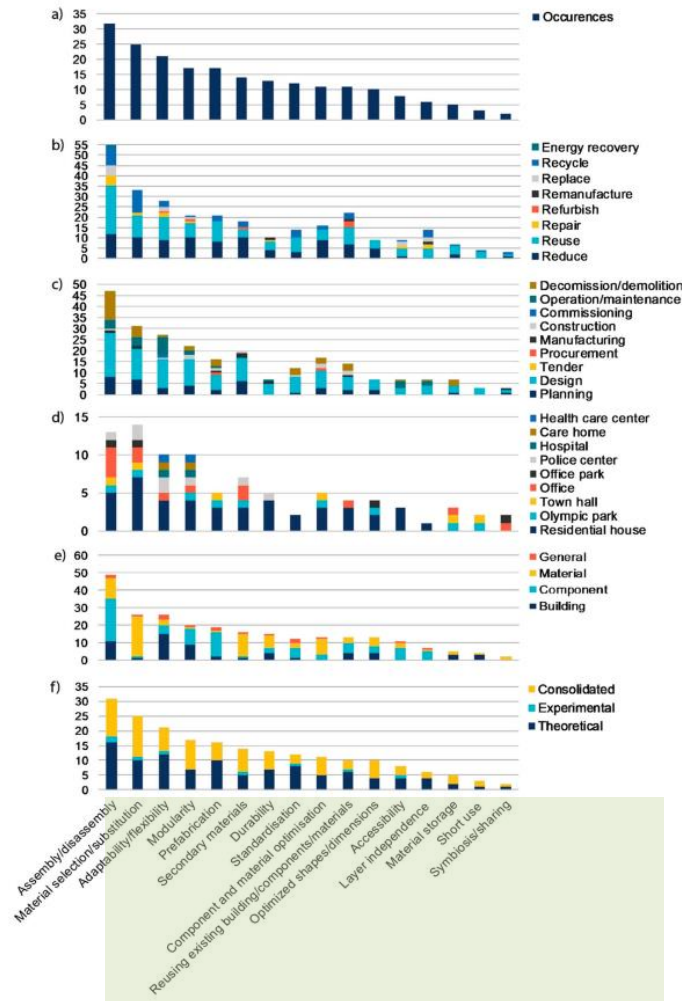 a)
35
30
25
20
15
10
5
0
Occurences
b)
55
50
45
40
35
30
25
20
15
10
5
0
Energy recovery
Recycle
Replace
Remanufacture
Refurbish
Repair
Reuse
Reduce
c)
50
45
40
35
30
25
20
15
10
5
0
Decomission/demolition
Operation/maintenance
Commissioning
Construction
Manufacturing
Procurement
Tender
Design
Planning
d)
15
10
5
0
Health care center
Care home
Hospital
Police center
Office park
Office
Town hall
Olympic park
Residential house
e)
60
50
40
30
20
10
0
General
Material
Component
Building
f)
35
30
25
20
15
10
5
0
Consolidated
Experimental
Theoretical
Assembly/disassembly
Material selection/substitution
Adaptability/flexibility
Modularity
Prefabrication
Secondary materials
Durability
Standardisation
Component and material optimisation
Reusing existing building/components/materials
Optimized shapes/dimensions
Accessibility
Layer independence
Material storage
Short use
Symbiosis/sharing